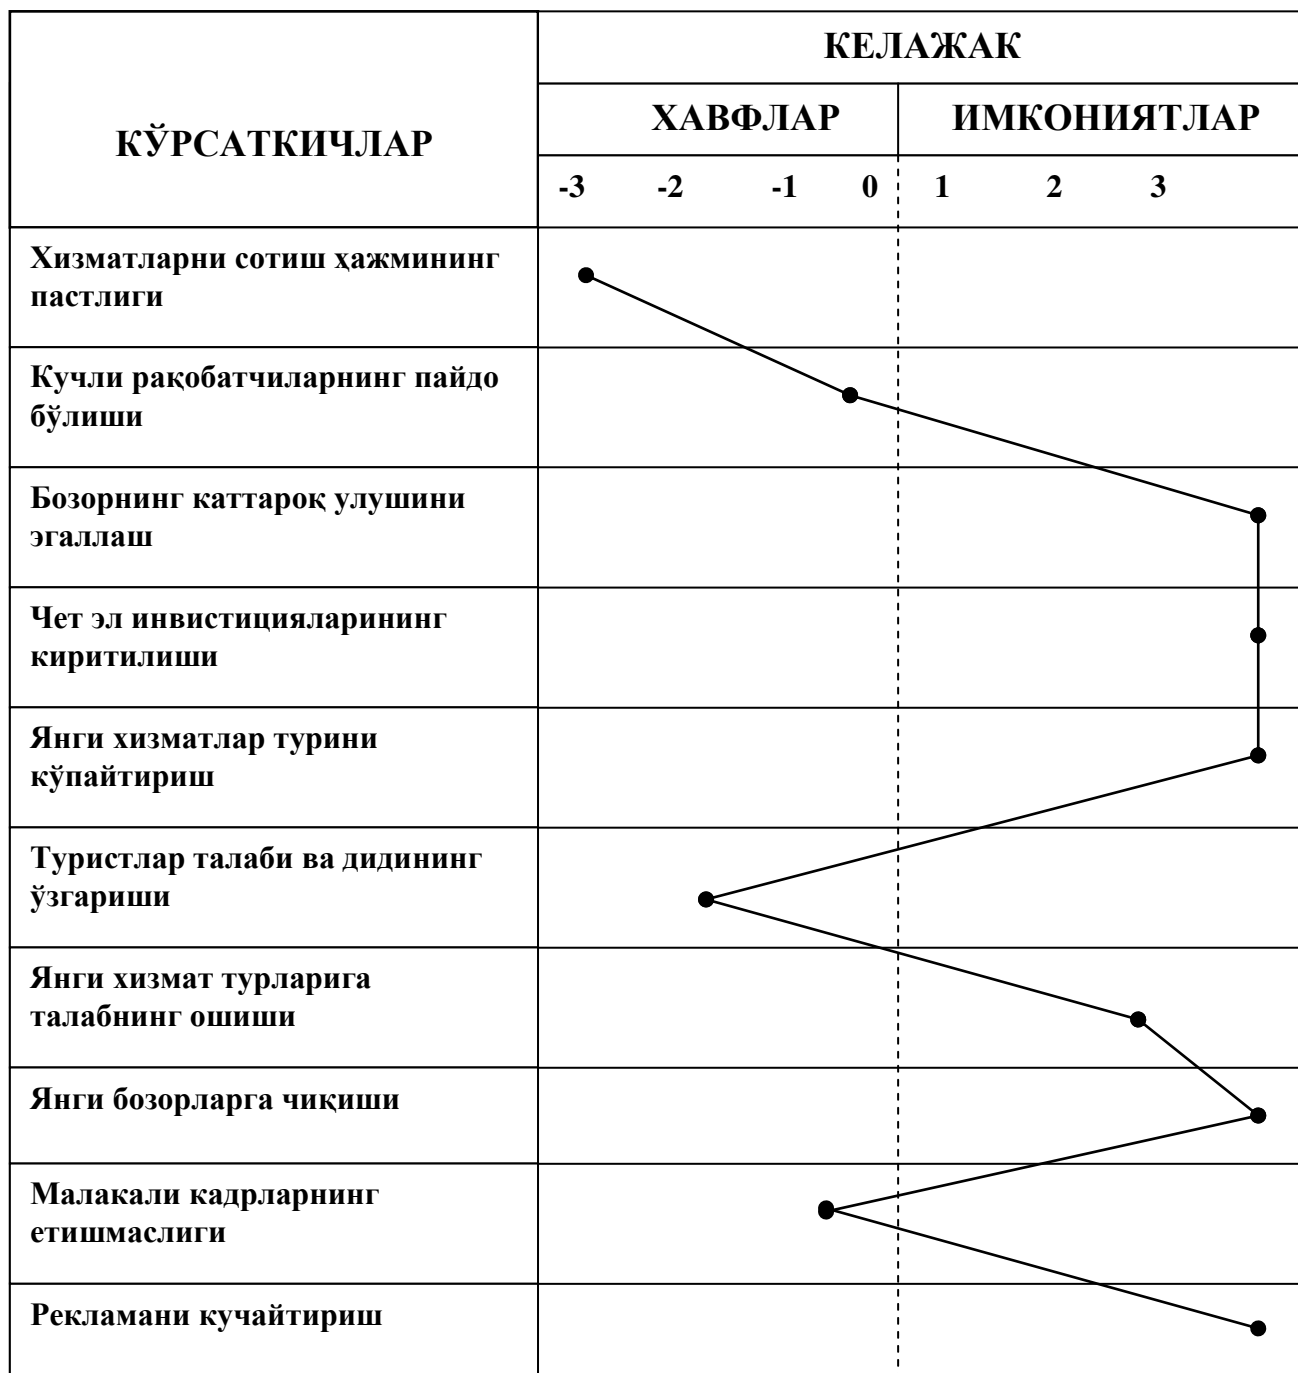 КЎРСАТКИЧЛАР
КЕЛАЖАК
ХАВФЛАР ИМКОНИЯТЛАР
-3 -2 -1 0 1 2 3
Хизматларни сотиш ҳажмининг
пастлиги
Кучли рақобатчиларнинг пайдо
бўлиши
Бозорнинг каттароқ улушини
эгаллаш
Чет эл инвистицияларининг
киритилиши
Янги хизматлар турини
кўпайтириш
Туристлар талаби ва дидининг
ўзгариши
Янги хизмат турларига
талабнинг ошиши
Янги бозорларга чиқиши
Малакали кадрларнинг
етишмаслиги
Рекламани кучайтириш